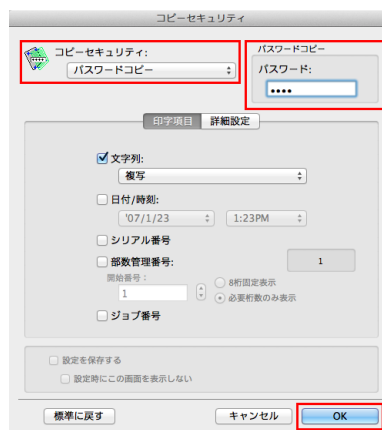 コピーセキュリティ
コピーセキュリティ:
パスワードコピー
パスワードコピー
パスワード:
••••
印字項目 詳細設定
文字列:
複写
日付/時刻:
'07/1/23 1:23PM
シリアル番号
部数管理番号: 1
開始番号:
1
8桁固定表示
必要桁数のみ表示
ジョブ番号
設定を保存する
設定時にこの画面を表示しない
標準に戻す キャンセル OK